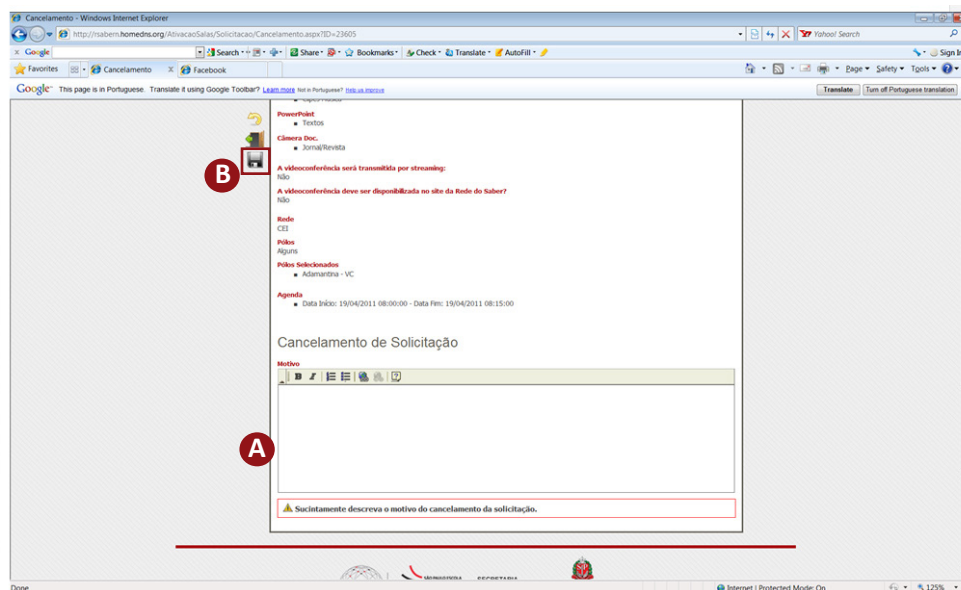 Cancelamento - Windows Internet Explorer
http://rsabern.homedns.org/AtivacaoSalas/Solicitacao/Cancelamento.aspx?ID=23605
Yahoo! Search
x Google Search Share Bookmarks Check Translate AutoFill Sign In
Favorites Cancelamento x Facebook Page Safety Tools
Google This page is in Portuguese. Translate it using Google Toolbar? Learn more Not in Portuguese? Help us improve Translate Turn off Portuguese translation
PowerPoint
Textos
Câmera Doc.
Jornal/Revista
B
A videoconferência será transmitida por streaming:
Não
A videoconferência deve ser disponibilizada no site da Rede do Saber?
Não
Rede
CEI
Pólos
Alguns
Pólos Selecionados
Adamantina - VC
Agenda
Data Início: 19/04/2011 08:00:00 - Data Fim: 19/04/2011 08:15:00
Cancelamento de Solicitação
Motivo
B I
A
Sucintamente descreva o motivo do cancelamento da solicitação.
Done Internet | Protected Mode: On 125%